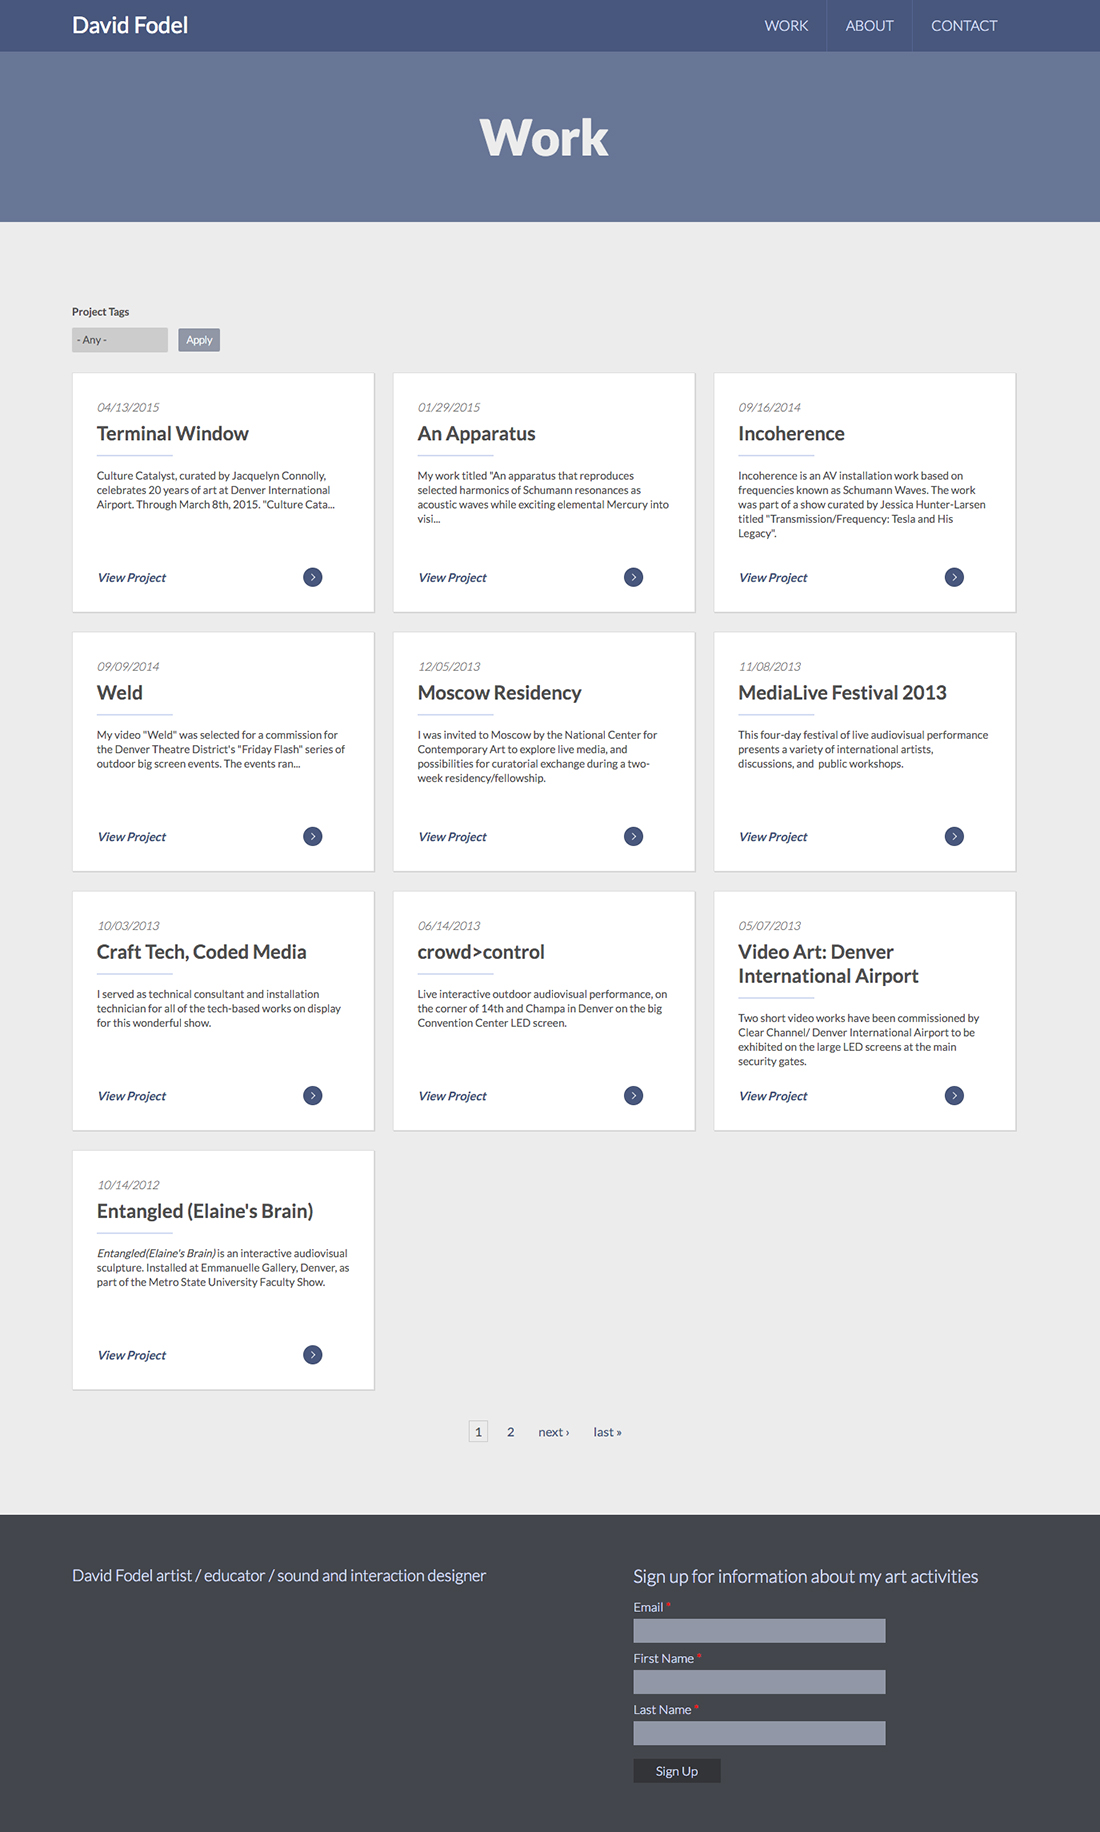 David Fodel
WORK
ABOUT
CONTACT
Work
Project Tags
- Any -
Apply
04/13/2015
Terminal Window
Culture Catalyst, curated by Jacquelyn Connolly,
celebrates 20 years of art at Denver International
Airport. Through March 8th, 2015. "Culture Cata...
View Project
01/29/2015
An Apparatus
My work titled "An apparatus that reproduces
selected harmonics of Schumann resonances as
acoustic waves while exciting elemental Mercury into
visi...
View Project
09/16/2014
Incoherence
Incoherence is an AV installation work based on
frequencies known as Schumann Waves. The work
was part of a show curated by Jessica Hunter-Larsen
titled "Transmission/Frequency: Tesla and His
Legacy".
View Project
09/09/2014
Weld
My video "Weld" was selected for a commission for
the Denver Theatre District's "Friday Flash" series of
outdoor big screen events. The events ran...
View Project
12/05/2013
Moscow Residency
I was invited to Moscow by the National Center for
Contemporary Art to explore live media, and
possibilities for curatorial exchange during a two-
week residency/fellowship.
View Project
11/08/2013
MediaLive Festival 2013
This four-day festival of live audiovisual performance
presents a variety of international artists,
discussions, and public workshops.
View Project
10/03/2013
Craft Tech, Coded Media
I served as technical consultant and installation
technician for all of the tech-based works on display
for this wonderful show.
View Project
06/14/2013
crowd>control
Live interactive outdoor audiovisual performance, on
the corner of 14th and Champa in Denver on the big
Convention Center LED screen.
View Project
05/07/2013
Video Art: Denver
International Airport
Two short video works have been commissioned by
Clear Channel/ Denver International Airport to be
exhibited on the large LED screens at the main
security gates.
View Project
10/14/2012
Entangled (Elaine's Brain)
Entangled(Elaine's Brain) is an interactive audiovisual
sculpture. Installed at Emmanuelle Gallery, Denver, as
part of the Metro State University Faculty Show.
View Project
1 2 next › last »
David Fodel artist / educator / sound and interaction designer
Sign up for information about my art activities
Email *
First Name *
Last Name *
Sign Up